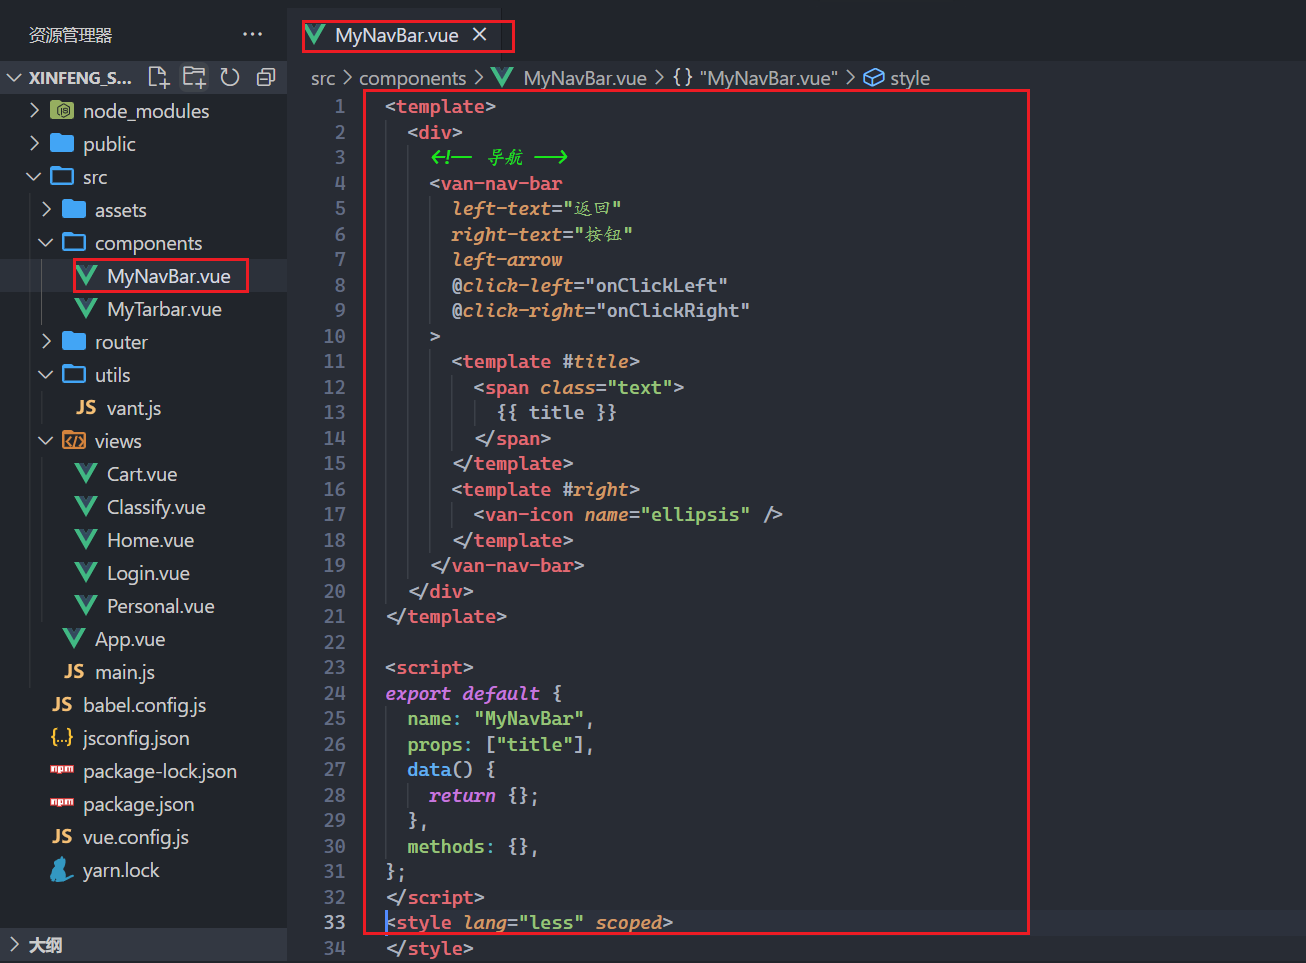 资源管理器
XINFENG_S...
node_modules
public
src
assets
components
MyNavBar.vue
MyTarbar.vue
router
utils
JS vant.js
views
Cart.vue
Classify.vue
Home.vue
Login.vue
Personal.vue
App.vue
JS main.js
JS babel.config.js
{..} jsconfig.json
npm package-lock.json
npm package.json
JS vue.config.js
yarn.lock
大纲
MyNavBar.vue
src > components > MyNavBar.vue > {} "MyNavBar.vue" > style
1 <template>
2 <div>
3 <!-- 导航 -->
4 <van-nav-bar
5 left-text="返回"
6 right-text="按钮"
7 left-arrow
8 @click-left="onClickLeft"
9 @click-right="onClickRight"
10 >
11 <template #title>
12 <span class="text">
13 {{ title }}
14 </span>
15 </template>
16 <template #right>
17 <van-icon name="ellipsis" />
18 </template>
19 </van-nav-bar>
20 </div>
21 </template>
22
23 <script>
24 export default {
25 name: "MyNavBar",
26 props: ["title"],
27 data() {
28 return {};
29 },
30 methods: {},
31 };
32 </script>
33 <style lang="less" scoped>
34 </style>